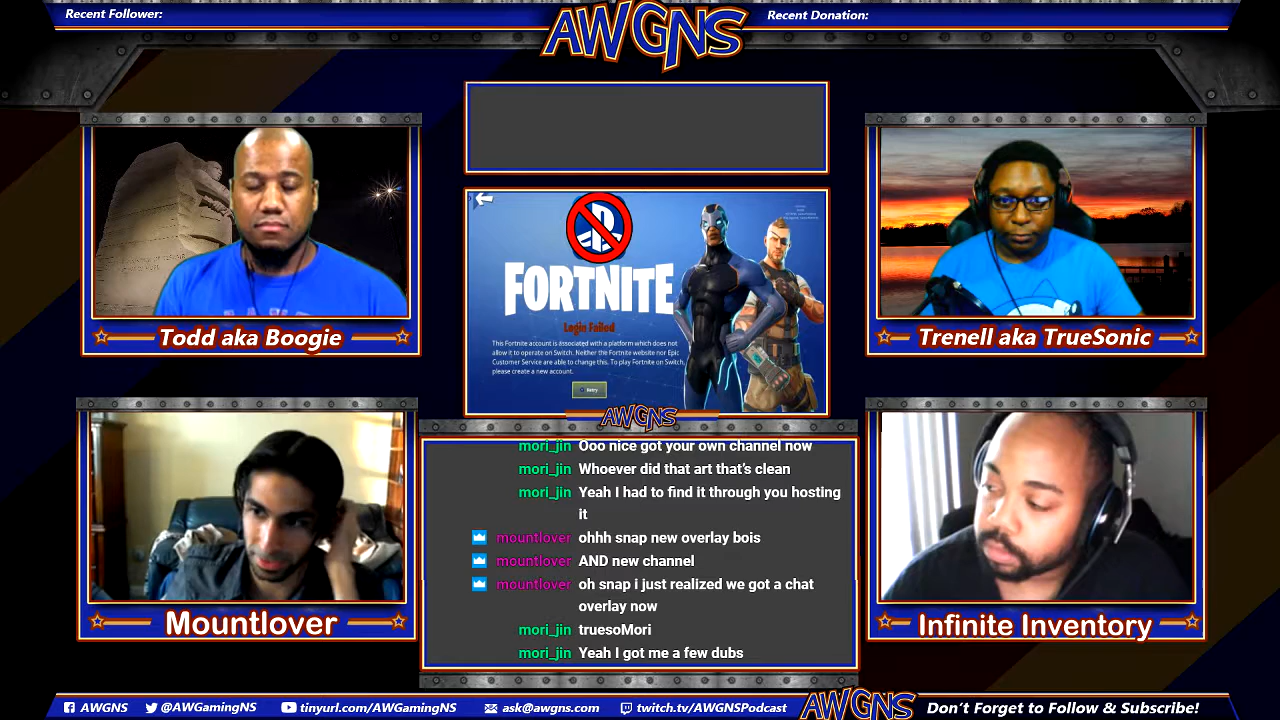 Recent Follower:
AWGNS
Recent Donation:
Todd aka Boogie
Trenell aka TrueSonic
FORTNITE
Login Failed
This Fortnite account is associated with a platform which does not
allow it to operate on Switch. Neither the Fortnite website nor Epic
Customer Service are able to change this. To play Fortnite on Switch,
please create a new account.
Retry
AWGNS
mori_jin Ooo nice got your own channel now
mori_jin Whoever did that art that's clean
mori_jin Yeah I had to find it through you hosting
it
mountlover ohhh snap new overlay bois
mountlover AND new channel
mountlover oh snap i just realized we got a chat
overlay now
mori_jin truesoMori
mori_jin Yeah I got me a few dubs
Mountlover
Infinite Inventory
AWGNS
@AWGamingNS
tinyurl.com/AWGamingNS
ask@awgns.com
twitch.tv/AWGNSPodcast
AWGNS
Don't Forget to Follow & Subscribe!